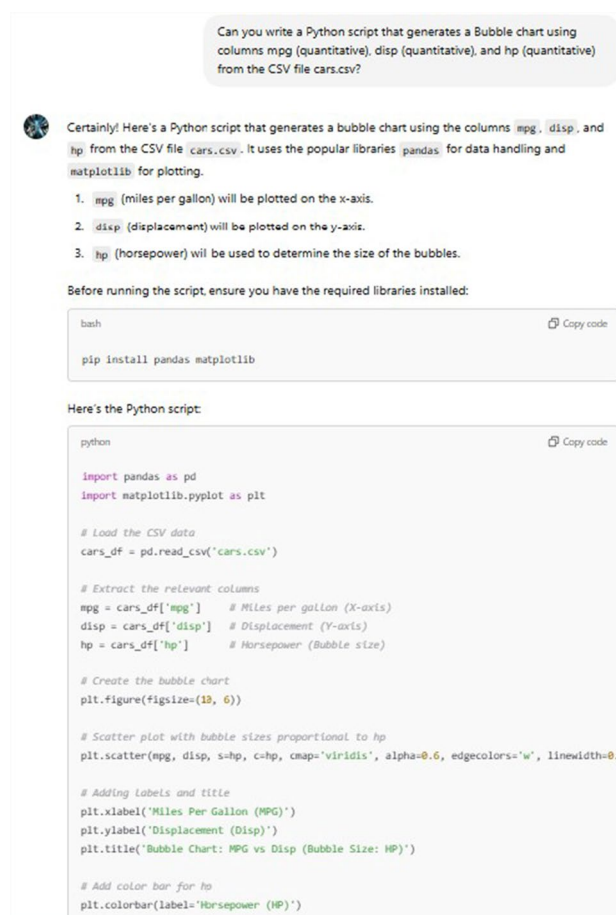 Can you write a Python script that generates a Bubble chart using
columns mpg (quantitative), disp (quantitative), and hp (quantitative)
from the CSV file cars.csv?
Certainly! Here's a Python script that generates a bubble chart using the columns mpg, disp, and
hp from the CSV file cars.csv. It uses the popular libraries pandas for data handling and
matplotlib for plotting.
1. mpg (miles per gallon) will be plotted on the x-axis.
2. disp (displacement) will be plotted on the y-axis.
3. hp (horsepower) will be used to determine the size of the bubbles.
Before running the script, ensure you have the required libraries installed:
bash Copy code
pip install pandas matplotlib
Here's the Python script:
python Copy code
import pandas as pd
import matplotlib.pyplot as plt
# Load the CSV data
cars_df = pd.read_csv('cars.csv')
# Extract the relevant columns
mpg = cars_df['mpg'] # Miles per gallon (X-axis)
disp = cars_df['disp'] # Displacement (Y-axis)
hp = cars_df['hp'] # Horsepower (Bubble size)
# Create the bubble chart
plt.figure(figsize=(10, 6))
# Scatter plot with bubble sizes proportional to hp
plt.scatter(mpg, disp, s=hp, c=hp, cmap='viridis', alpha=0.6, edgecolors='w', linewidth=0.
# Adding labels and title
plt.xlabel('Miles Per Gallon (MPG)')
plt.ylabel('Displacement (Disp)')
plt.title('Bubble Chart: MPG vs Disp (Bubble Size: HP)')
# Add color bar for hp
plt.colorbar(label='Horsepower (HP)')